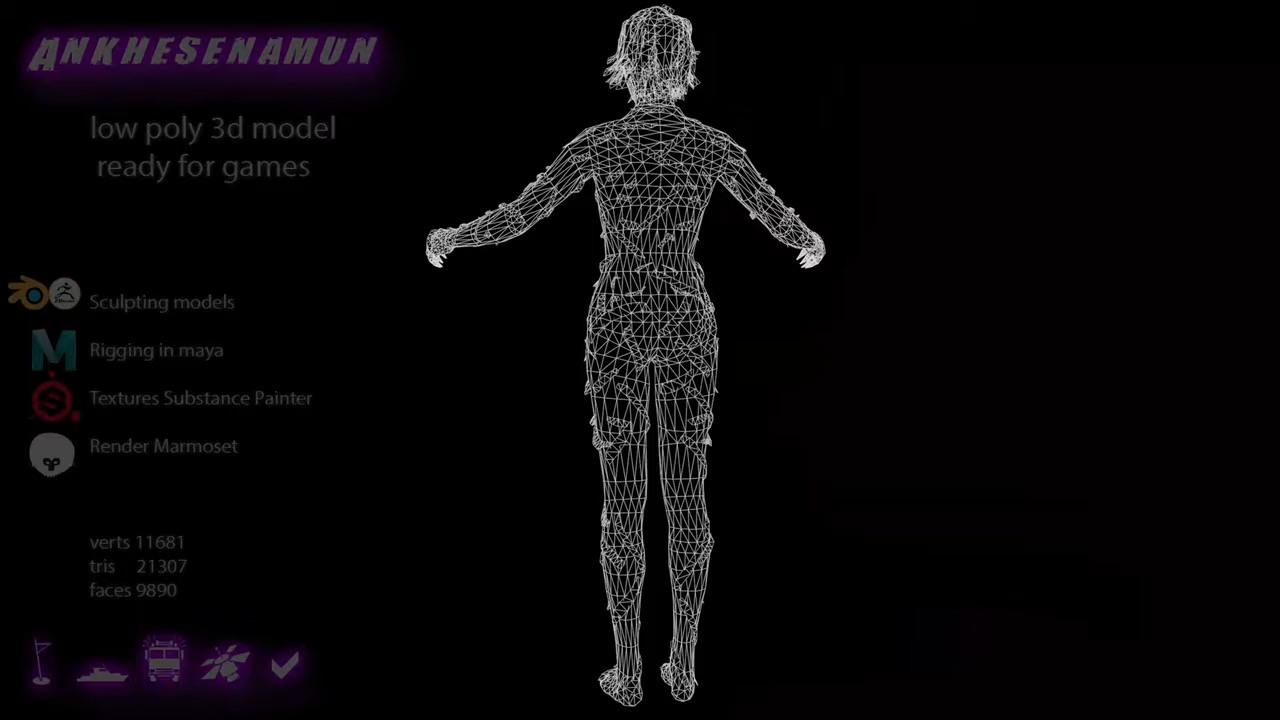 ANKHESENAMUN
low poly 3d model
ready for games
Sculpting models
Rigging in maya
Textures Substance Painter
Render Marmoset
verts 11681
tris 21307
faces 9890